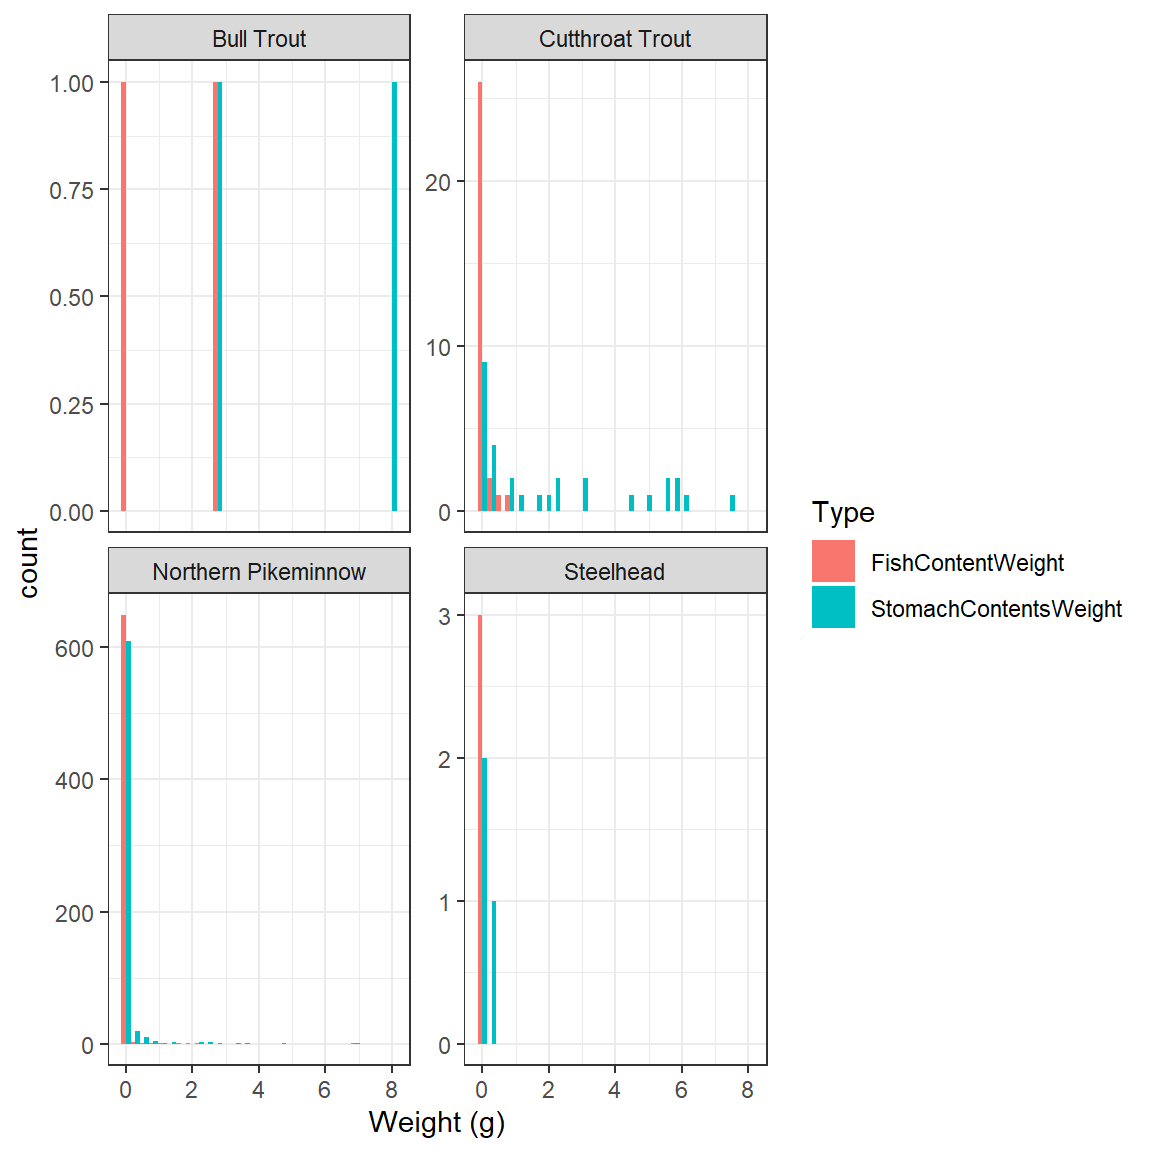 Bull Trout
Cutthroat Trout
1.00
0.75
0.50
0.25
0.00
20
10
0
count
Northern Pikeminnow
Steelhead
600
400
200
0
3
2
1
0
0 2 4 6 8
0 2 4 6 8
Weight (g)
Type
FishContentWeight
StomachContentsWeight